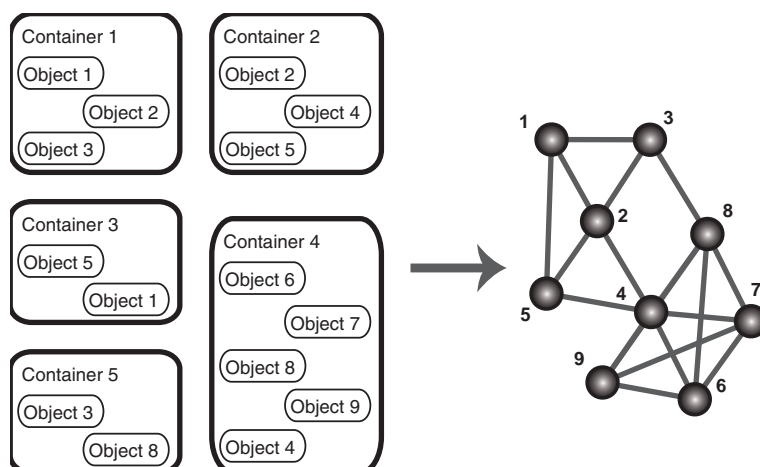 Container 1
Object 1
Object 2
Object 3
Container 2
Object 2
Object 4
Object 5
Container 3
Object 5
Object 1
Container 4
Object 6
Object 7
Object 8
Object 9
Object 4
Container 5
Object 3
Object 8
1
3
2
8
5
4
7
9
6